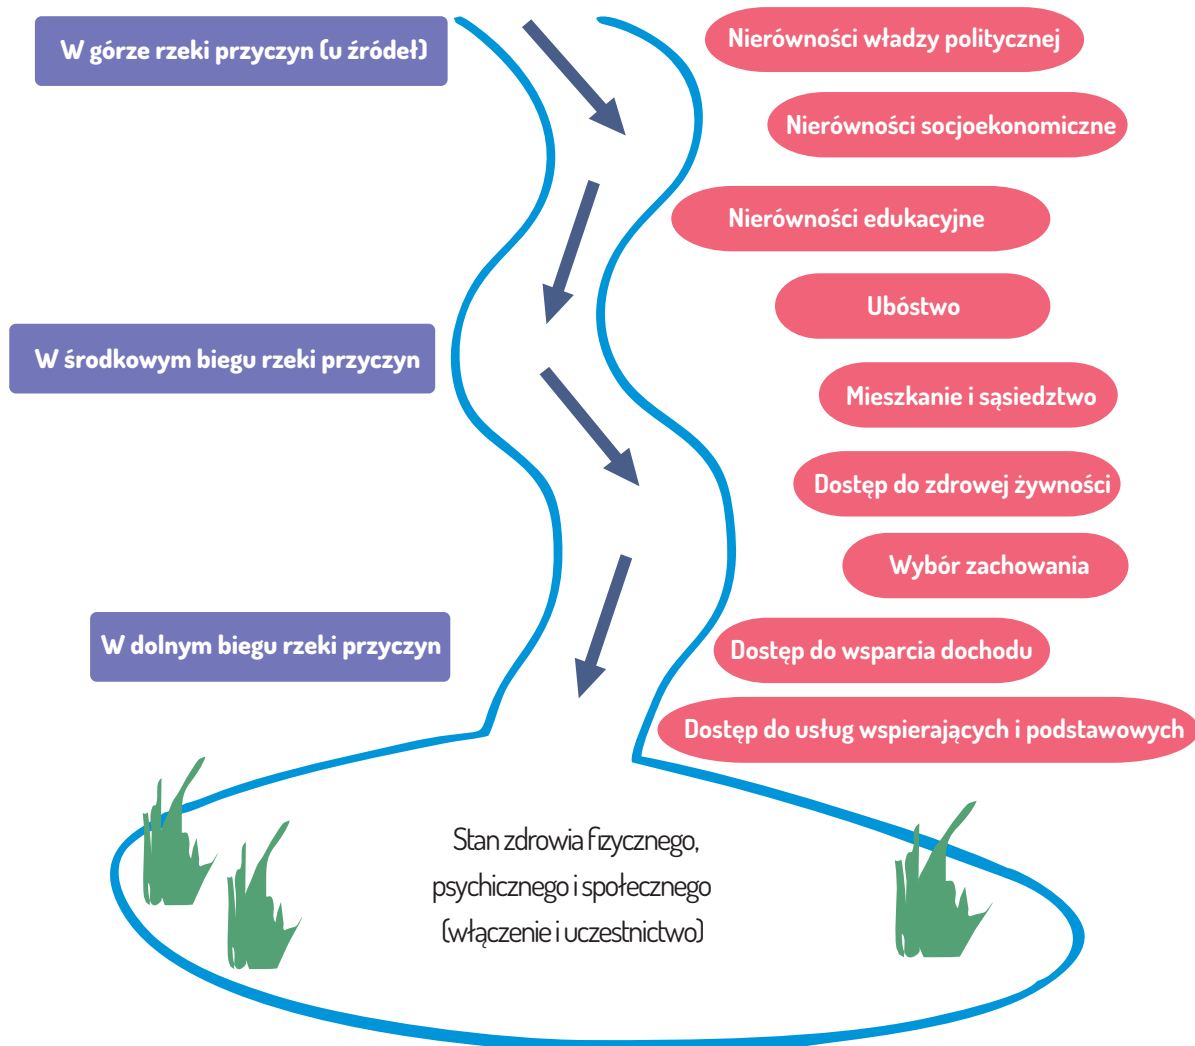 W górze rzeki przyczyn (u źródeł)
Nierówności władzy politycznej
Nierówności socjoekonomiczne
Nierówności edukacyjne
Ubóstwo
W środkowym biegu rzeki przyczyn
Mieszkanie i sąsiedztwo
Dostęp do zdrowej żywności
Wybór zachowania
W dolnym biegu rzeki przyczyn
Dostęp do wsparcia dochodu
Dostęp do usług wspierających i podstawowych
Stan zdrowia fizycznego,
psychicznego i społecznego
(włączenie i uczestnictwo)